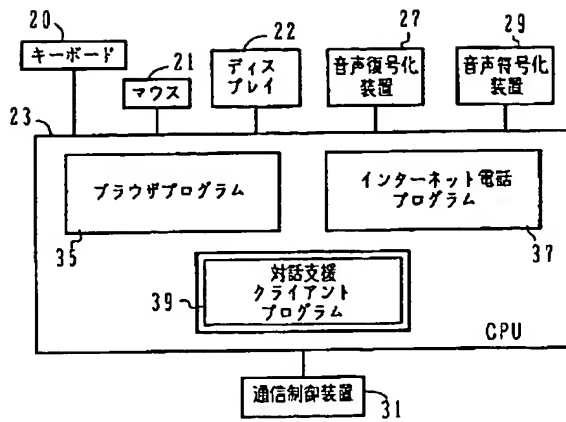 20
キーボード
21
マウス
22
ディス
プレイ
27
音声復号化
装置
29
音声符号化
装置
23
ブラウザプログラム
35
インターネット電話
プログラム
37
対話支援
クライアント
プログラム
39
CPU
通信制御装置
31